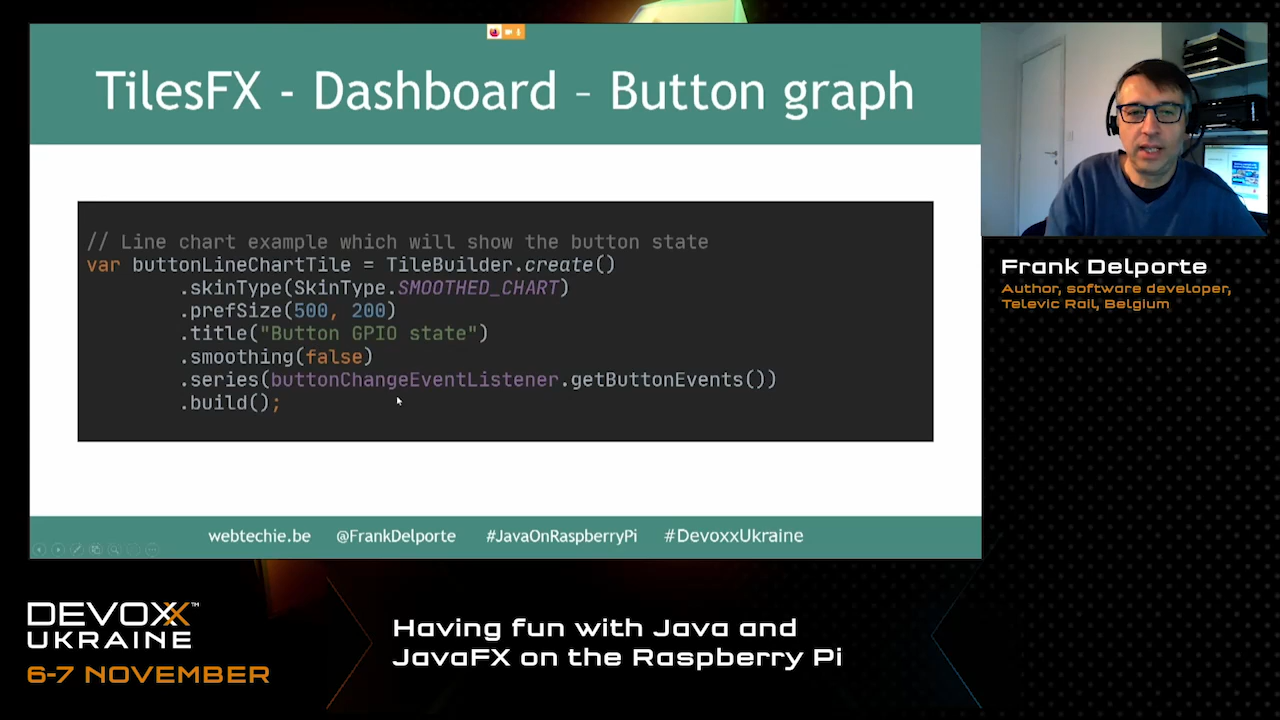 TilesFX - Dashboard – Button graph
// Line chart example which will show the button state
var buttonLineChartTile = TileBuilder.create()
.skinType(SkinType.SMOOTHED_CHART)
.prefSize(500, 200)
.title("Button GPIO state")
.smoothing(false)
.series(buttonChangeEventListener.getButtonEvents())
.build();
webtechie.be @FrankDelporte #JavaOnRaspberryPi #DevoxxUkraine
Frank Delporte
Author, software developer,
Televic Rail, Belgium
DEVOXX™
UKRAINE
6-7 NOVEMBER
Having fun with Java and
JavaFX on the Raspberry Pi